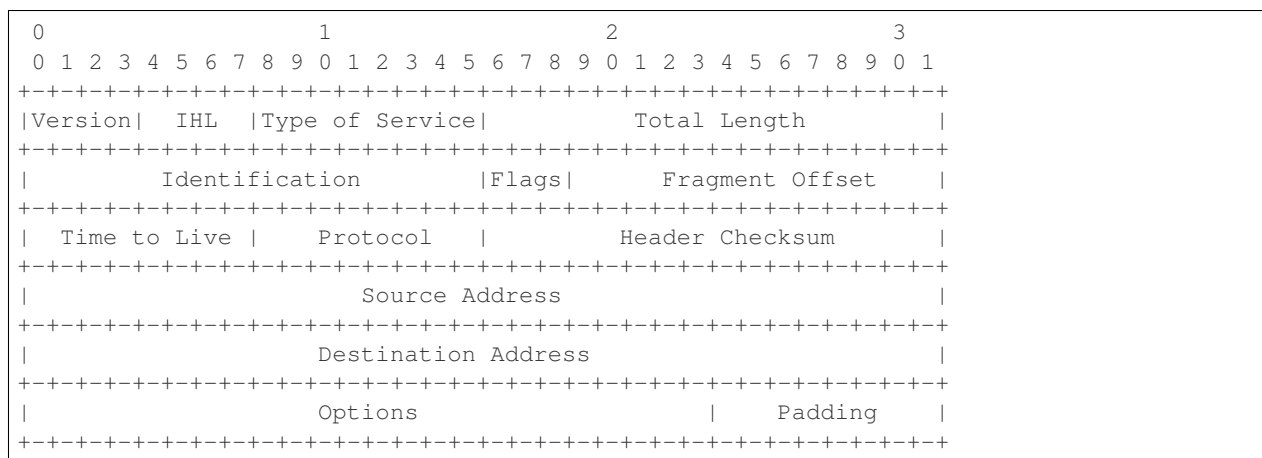 0                   1                   2                   3
 0 1 2 3 4 5 6 7 8 9 0 1 2 3 4 5 6 7 8 9 0 1 2 3 4 5 6 7 8 9 0 1
+-+-+-+-+-+-+-+-+-+-+-+-+-+-+-+-+-+-+-+-+-+-+-+-+-+-+-+-+-+-+-+-+
|Version|  IHL  |Type of Service|          Total Length         |
+-+-+-+-+-+-+-+-+-+-+-+-+-+-+-+-+-+-+-+-+-+-+-+-+-+-+-+-+-+-+-+-+
|         Identification        |Flags|      Fragment Offset    |
+-+-+-+-+-+-+-+-+-+-+-+-+-+-+-+-+-+-+-+-+-+-+-+-+-+-+-+-+-+-+-+-+
|  Time to Live |    Protocol   |         Header Checksum       |
+-+-+-+-+-+-+-+-+-+-+-+-+-+-+-+-+-+-+-+-+-+-+-+-+-+-+-+-+-+-+-+-+
|                       Source Address                          |
+-+-+-+-+-+-+-+-+-+-+-+-+-+-+-+-+-+-+-+-+-+-+-+-+-+-+-+-+-+-+-+-+
|                    Destination Address                        |
+-+-+-+-+-+-+-+-+-+-+-+-+-+-+-+-+-+-+-+-+-+-+-+-+-+-+-+-+-+-+-+-+
|                    Options                    |    Padding    |
+-+-+-+-+-+-+-+-+-+-+-+-+-+-+-+-+-+-+-+-+-+-+-+-+-+-+-+-+-+-+-+-+